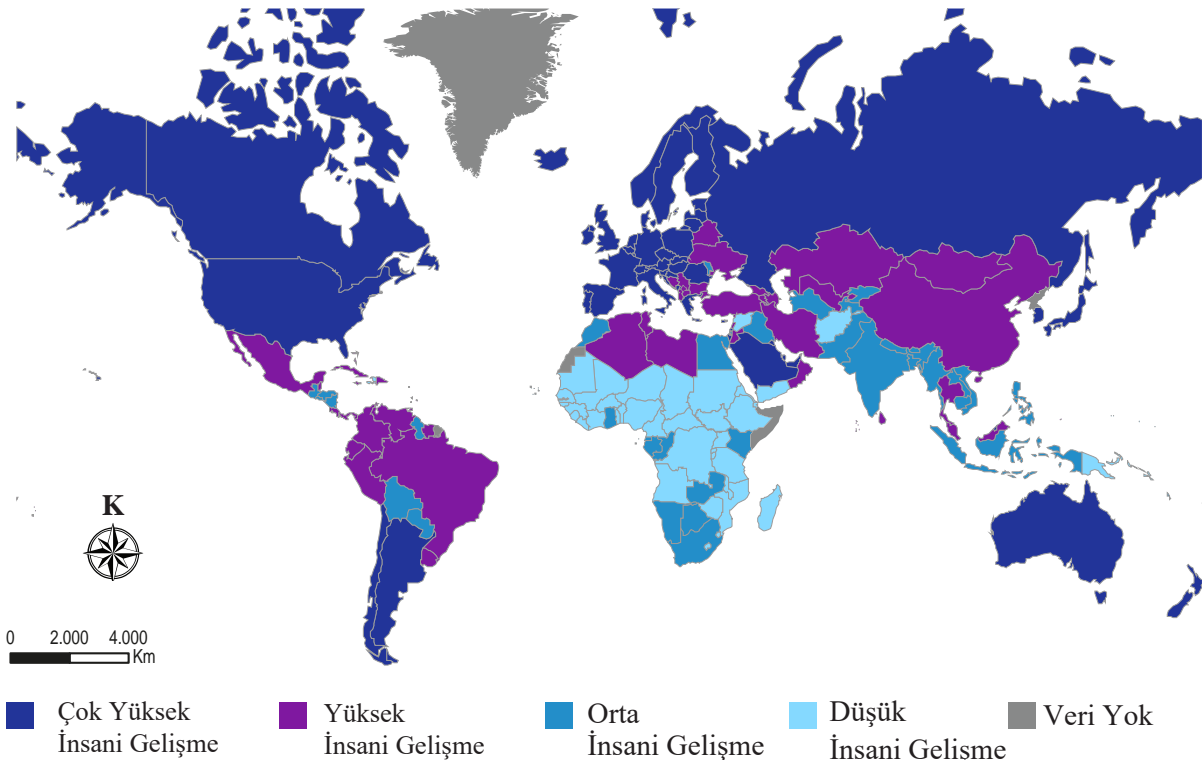 K
0 2.000 4.000
Km
Çok Yüksek
İnsani Gelişme
Yüksek
İnsani Gelişme
Orta
İnsani Gelişme
Düşük
İnsani Gelisme
Veri Yok